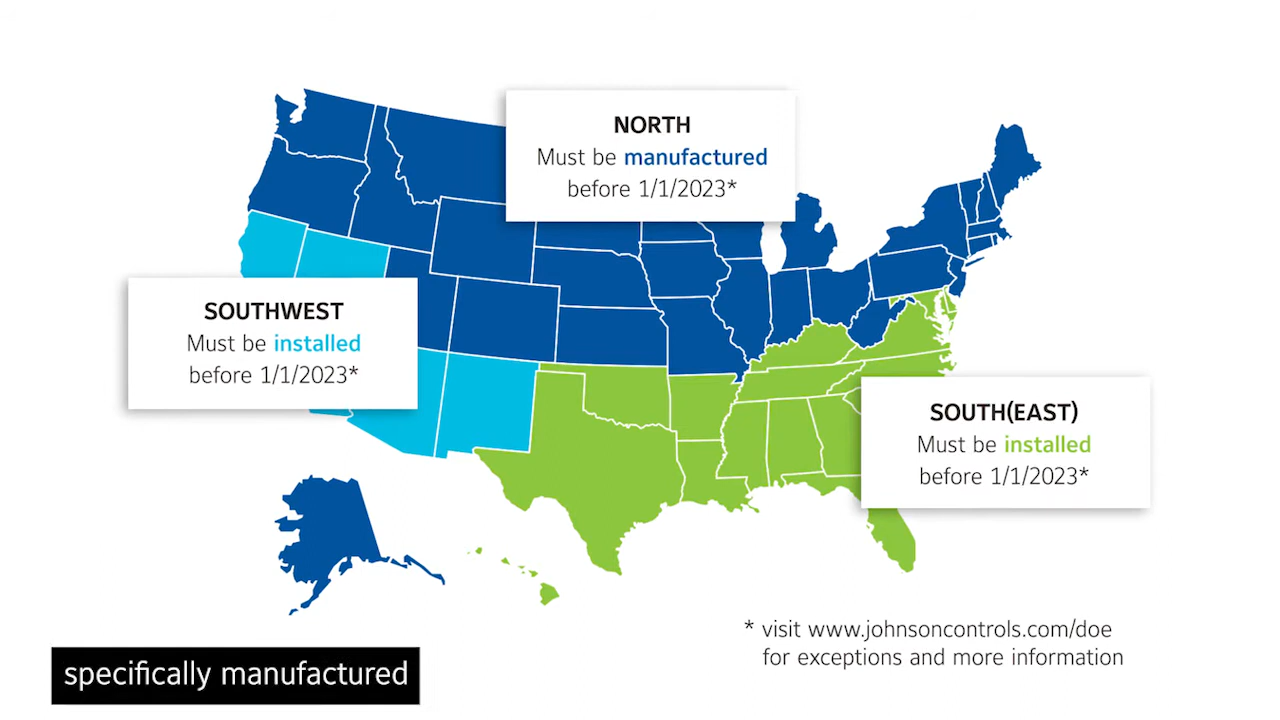 NORTH
Must be manufactured
before 1/1/2023*
SOUTHWEST
Must be installed
before 1/1/2023*
SOUTH(EAST)
Must be installed
before 1/1/2023*
* visit www.johnsoncontrols.com/doe
for exceptions and more information
specifically manufactured